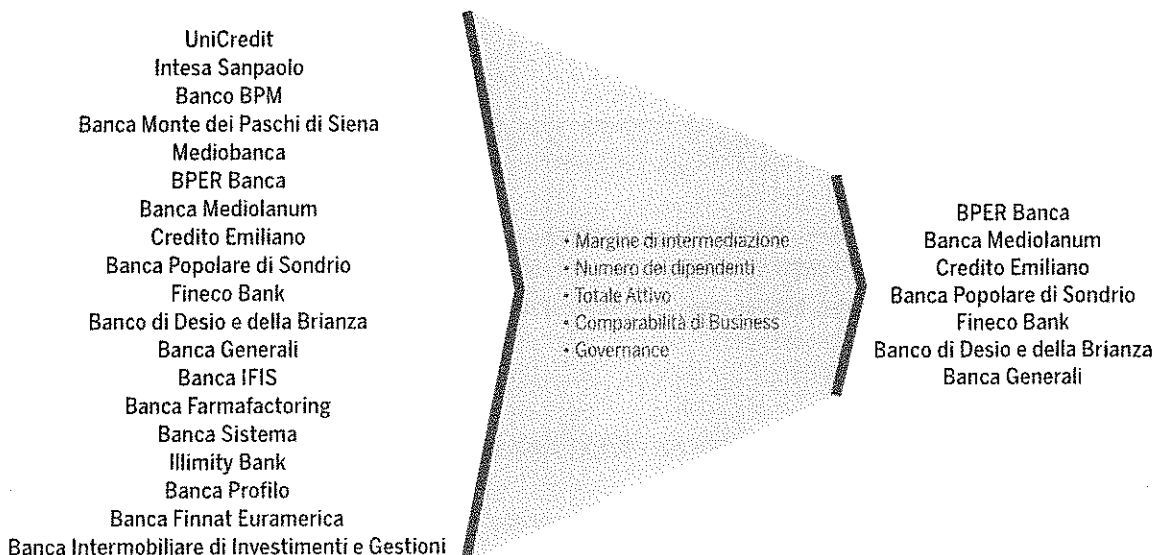 UniCredit
Intesa Sanpaolo
Banco BPM
Banca Monte dei Paschi di Siena
Mediobanca
BPER Banca
Banca Mediolanum
Credito Emiliano
Banca Popolare di Sondrio
Fineco Bank
Banco di Desio e della Brianza
Banca Generali
Banca IFIS
Banca Farmafactoring
Banca Sistema
Illimity Bank
Banca Profilo
Banca Finnat Euramerica
Banca Intermobiliare di Investimenti e Gestioni
• Margine di intermediazione
• Numero dei dipendenti
• Totale Attivo
• Comparabilità di Business
• Governance
BPER Banca
Banca Mediolanum
Credito Emiliano
Banca Popolare di Sondrio
Fineco Bank
Banco di Desio e della Brianza
Banca Generali